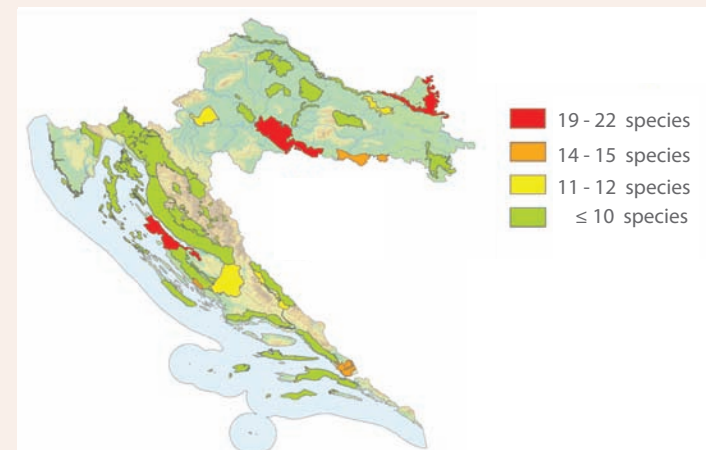 19 - 22 species
14 - 15 species
11 - 12 species
≤ 10 species